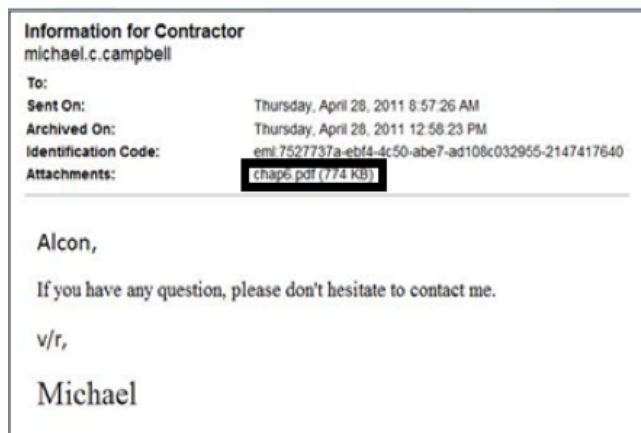 Information for Contractor
michael.c.campbell
To:
Sent On: Thursday, April 28, 2011 8:57:26 AM
Archived On: Thursday, April 28, 2011 12:58:23 PM
Identification Code: eml:7527737a-ebf4-4c50-abe7-ad108c032955-2147417640
Attachments: chap6.pdf (774 KB)
Alcon,
If you have any question, please don't hesitate to contact me.
v/r,
Michael